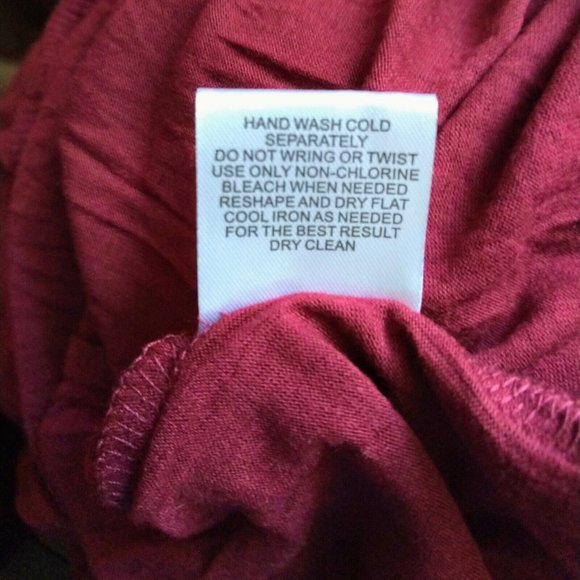 HAND WASH COLD
SEPARATELY
DO NOT WRING OR TWIST
USE ONLY NON-CHLORINE
BLEACH WHEN NEEDED
RESHAPE AND DRY FLAT
COOL IRON AS NEEDED
FOR THE BEST RESULT
DRY CLEAN